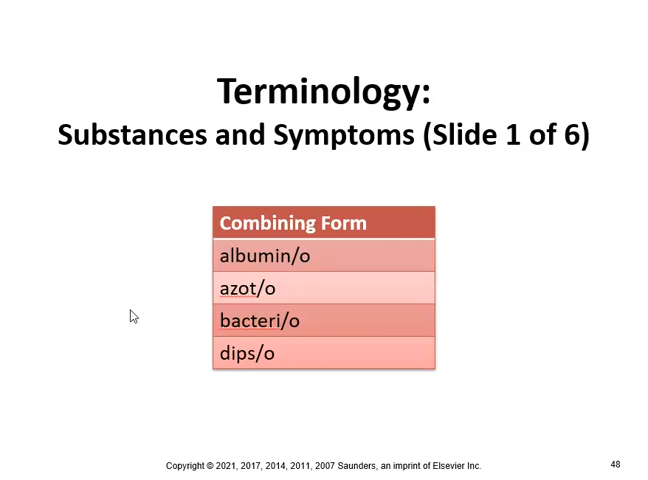 Terminology:
Substances and Symptoms (Slide 1 of 6)
Combining Form
albumin/o
azot/o
bacteri/o
dips/o
Copyright © 2021, 2017, 2014, 2011, 2007 Saunders, an imprint of Elsevier Inc.
48